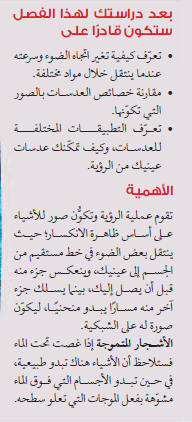 بعد دراستك لهذا الفصل
ستكون قادرًا على
• تعرّف كيفية تغير اتجاه الضوء وسرعته
عندما ينتقل خلال مواد مختلفة.
• مقارنة خصائص العدسات بالصور
التي تكوّنها.
• تعرّف التطبيقات المختلفة
للعدسات، وكيف تمكّنك عدسات
عينيك من الرؤية.
الأهمية
تقوم عملية الرؤية وتكوُّن صور للأشياء
على أساس ظاهرة الانكسار؛ حيث
ينتقل بعض الضوء في خط مستقيم من
الجسم إلى عينيك، وينعكس جزء منه
قبل أن يصل إليك، بينما يسلك جزء
آخر منه مسارًا يبدو منحنيًا، ليكوّن
صورة له على الشبكية.
الأشجار المتموجة إذا غصت تحت الماء
فستلاحظ أن الأشياء هناك تبدو طبيعية،
في حين تبدو الأجسام التي فوق الماء
مشوّهة بفعل الموجات التي تعلو سطحه.